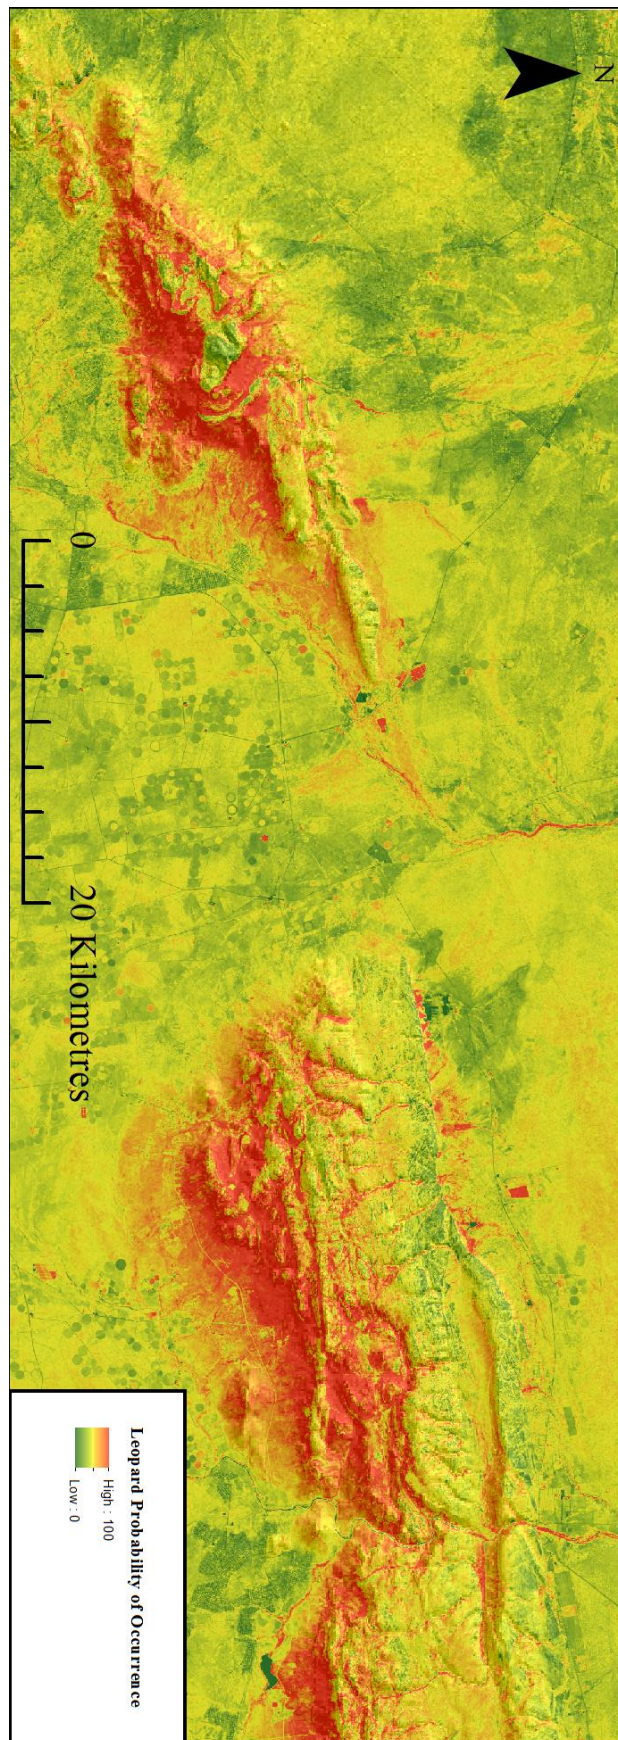 N
0
20 Kilometres
Leopard Probability of Occurrence
High : 100
Low : 0